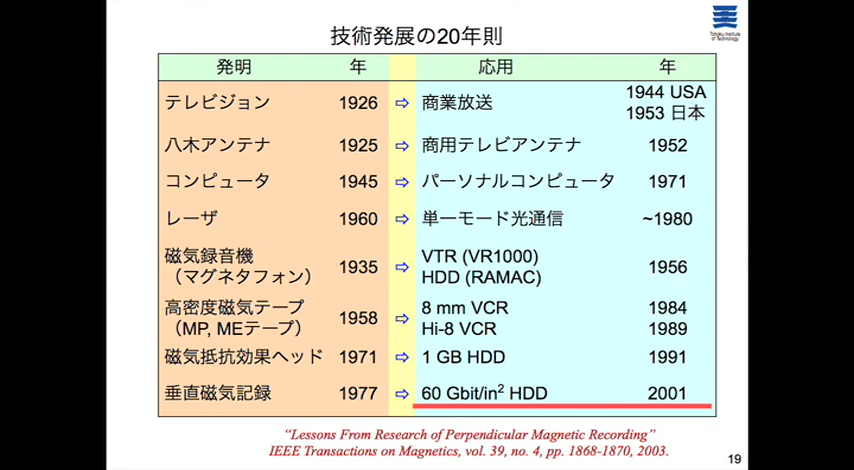 Tohoku Institute
of Technology
技術発展の20年則
発明 年 応用 年
テレビジョン 1926 ⇨ 商業放送 1944 USA
1953 日本
八木アンテナ 1925 ⇨ 商用テレビアンテナ 1952
コンピュータ 1945 ⇨ パーソナルコンピュータ 1971
レーザ 1960 ⇨ 単一モード光通信 ~1980
磁気録音機
（マグネタフォン） 1935 ⇨ VTR (VR1000)
HDD (RAMAC) 1956
高密度磁気テープ
（MP, MEテープ） 1958 ⇨ 8 mm VCR 1984
Hi-8 VCR 1989
磁気抵抗効果ヘッド 1971 ⇨ 1 GB HDD 1991
垂直磁気記録 1977 ⇨ 60 Gbit/in² HDD 2001
“Lessons From Research of Perpendicular Magnetic Recording”
IEEE Transactions on Magnetics, vol. 39, no. 4, pp. 1868-1870, 2003.
19